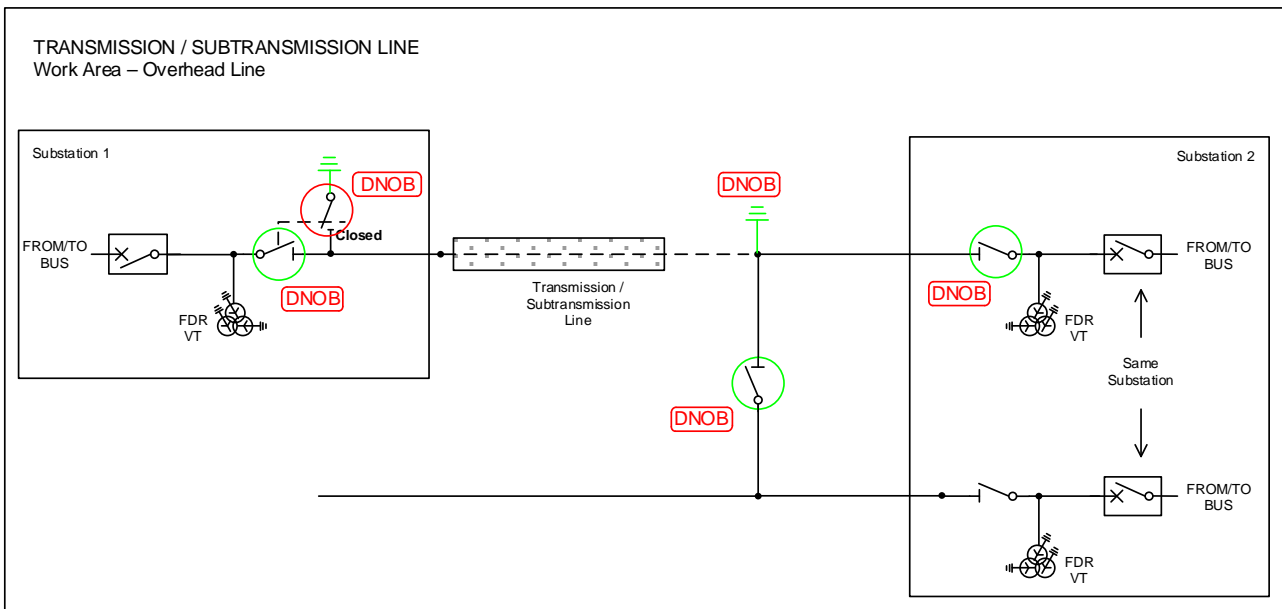 TRANSMISSION / SUBTRANSMISSION LINE
Work Area – Overhead Line
Substation 1
DNOB
Closed
FROM/TO
BUS
DNOB
FDR
VT
Transmission /
Subtransmission
Line
DNOB
DNOB
Substation 2
DNOB
FROM/TO
BUS
FDR
VT
Same
Substation
FROM/TO
BUS
FDR
VT